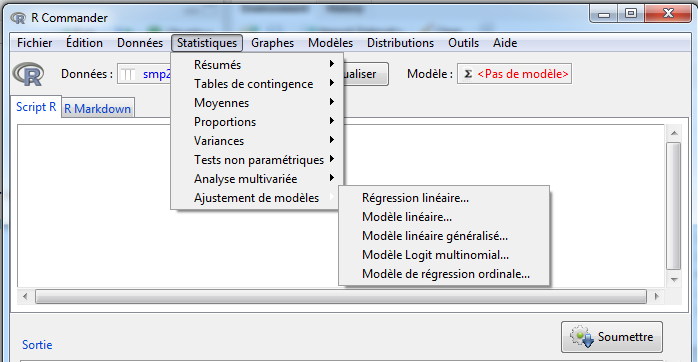 R Commander
Fichier Édition Données Statistiques Graphes Modèles Distributions Outils Aide
Données : smp2 ualiser Modèle : Σ <Pas de modèle>
Résumés
Tables de contingence
Script R R Markdown
Moyennes
Proportions
Variances
Tests non paramétriques
Analyse multivariée
Ajustement de modèles
Régression linéaire...
Modèle linéaire...
Modèle linéaire généralisé...
Modèle Logit multinomial...
Modèle de régression ordinale...
Soumettre
Sortie